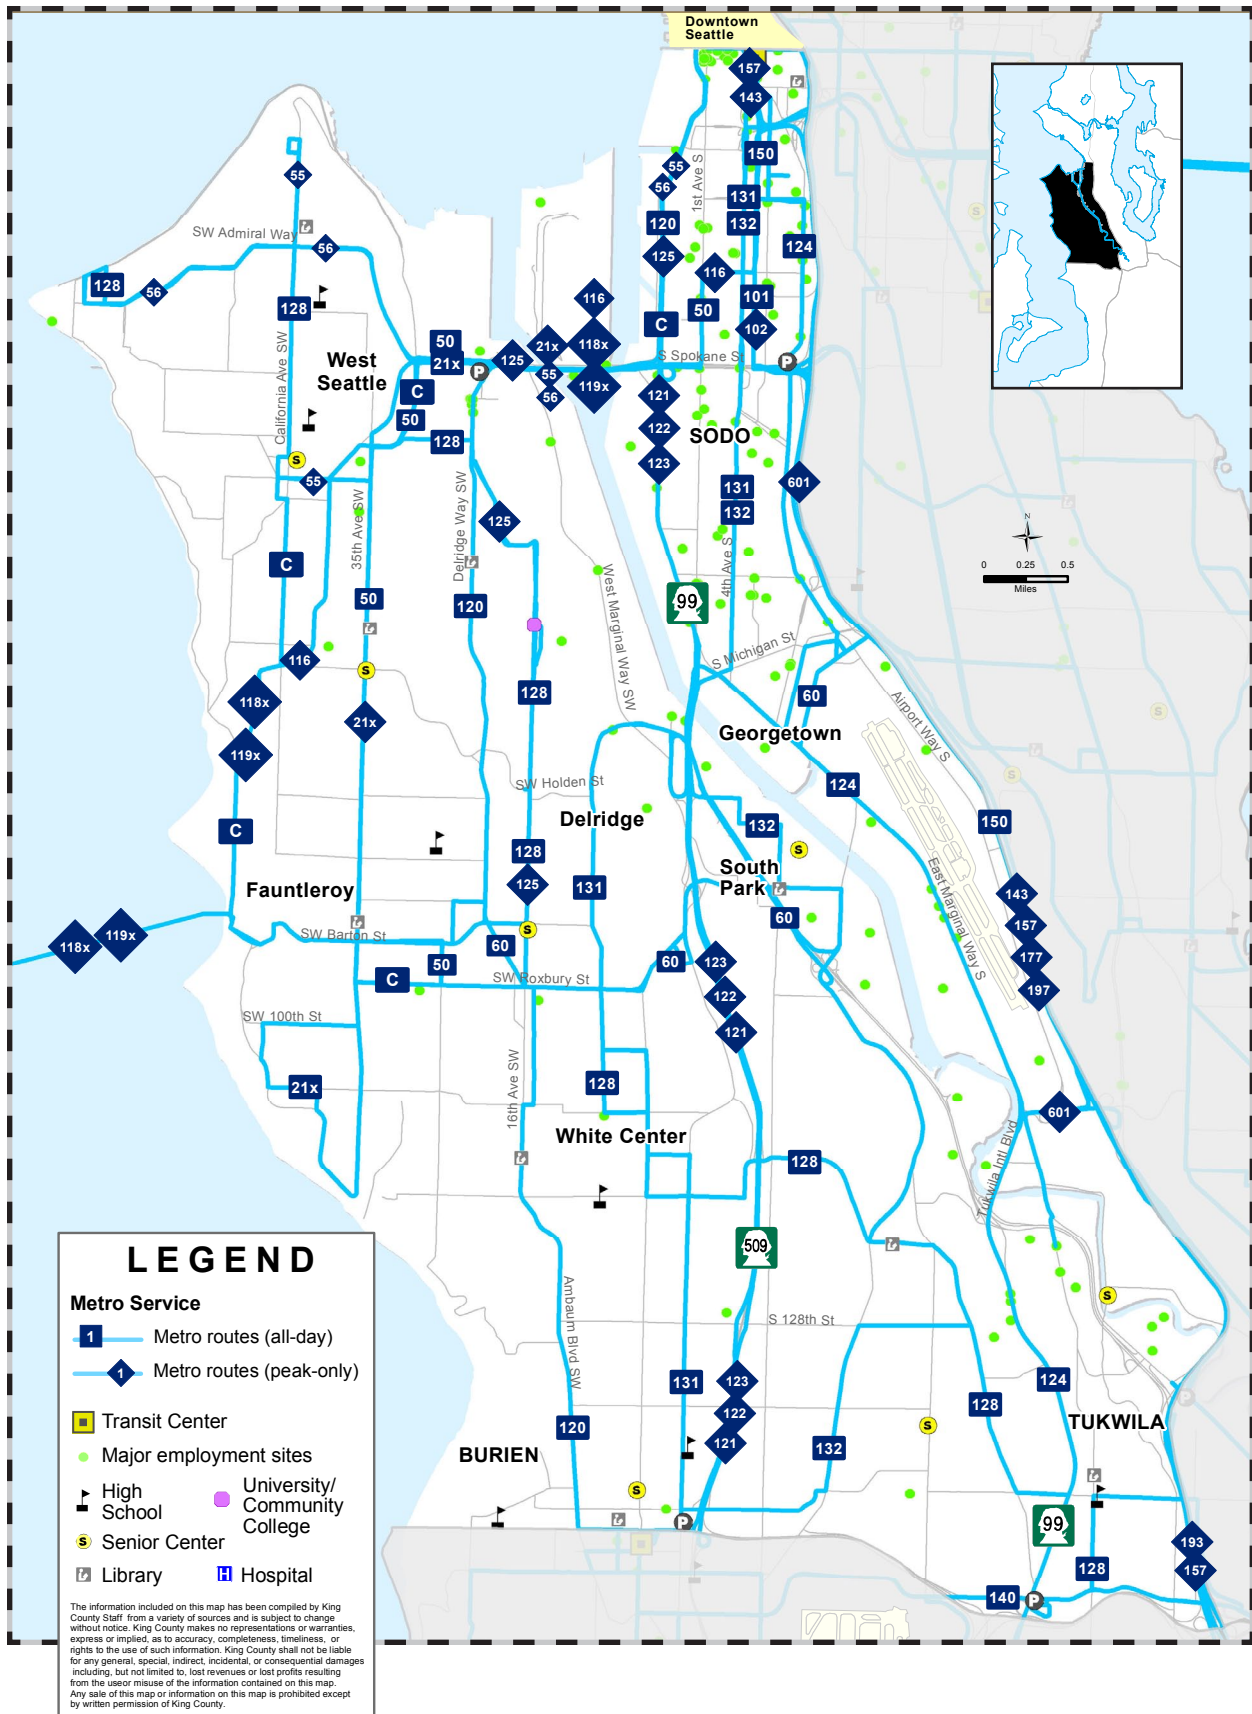 Downtown
Seattle
157
143
150
55
56
1st Ave S
131
120
132
124
125
116
101
50
102
C
S Spokane St
P
55
SW Admiral Way
56
128
56
128
California Ave SW
West
Seattle
50
21x
P
C
50
128
116
21x
118x
125
55
119x
56
121
122
SODO
123
131
132
601
S
55
35th Ave SW
Delridge Way SW
125
C
50
120
West Marginal Way SW
99
4th Ave S
S Michigan St
N
0 0.25 0.5
Miles
116
S
118x
21x
119x
128
60
Georgetown
Airport Way S
124
SW Holden St
C
Delridge
132
150
128
S
South
Park
East Marginal Way S
Fauntleroy
125
131
60
143
157
177
197
118x
119x
SW Barton St
S
60
50
C
SW Roxbury St
60
123
122
121
SW 100th St
21x
16th Ave SW
128
White Center
601
128
Tukwila Intl Blvd
509
S
Ambaum Blvd SW
S 128th St
131
123
122
121
120
BURIEN
132
S
128
124
TUKWILA
S
P
99
193
157
128
140
P
LEGEND
Metro Service
1 Metro routes (all-day)
1 Metro routes (peak-only)
Transit Center
Major employment sites
High
School
University/
Community
College
S Senior Center
Library
H Hospital
The information included on this map has been compiled by King
County Staff from a variety of sources and is subject to change
without notice. King County makes no representations or warranties,
express or implied, as to accuracy, completeness, timeliness, or
rights to the use of such information. King County shall not be liable
for any general, special, indirect, incidental, or consequential damages
including, but not limited to, lost revenues or lost profits resulting
from the useor misuse of the information contained on this map.
Any sale of this map or information on this map is prohibited except
by written permission of King County.